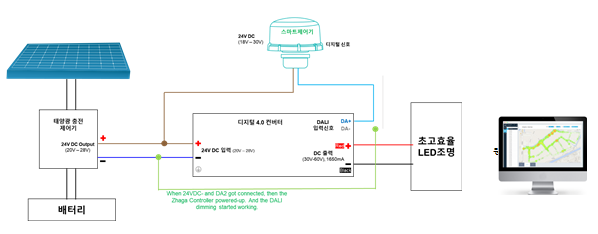 24V DC
(18V – 30V)
스마트제어기
디지털 신호
태양광 충전
제어기
24V DC Output
(20V – 28V)
배터리
디지털 4.0 컨버터
24V DC 입력 (20V – 28V)
DALI
입력신호
DA+
DA-
DC 출력
(30V-60V), 1660mA
Red
Black
초고효율
LED조명
When 24VDC- and DA2 got connected, then the
Zhaga Controller powered-up. And the DALI
dimming started working.